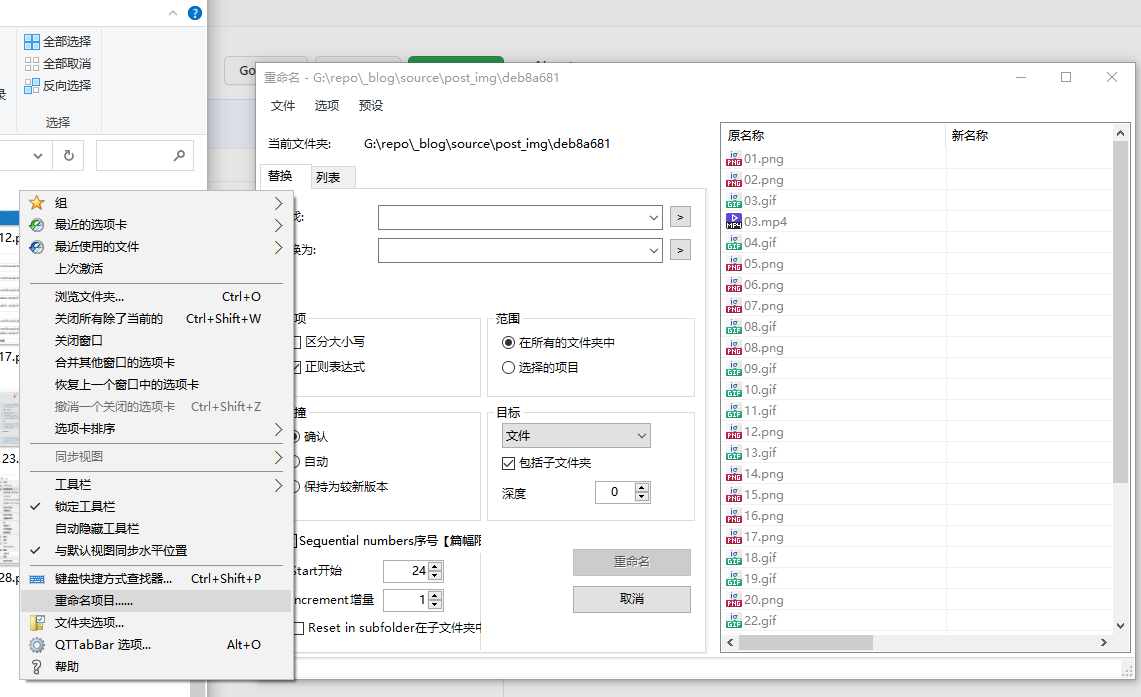 全部选择
全部取消
反向选择
选择
录
12.p
17.p
23.
28.p
组
最近的选项卡
最近使用的文件
上次激活
浏览文件夹... Ctrl+O
关闭所有除了当前的 Ctrl+Shift+W
关闭窗口
合并其他窗口的选项卡
恢复上一个窗口中的选项卡
撤消一个关闭的选项卡 Ctrl+Shift+Z
选项卡排序
同步视图
工具栏
锁定工具栏
自动隐藏工具栏
与默认视图同步水平位置
键盘快捷方式查找器... Ctrl+Shift+P
重命名项目......
文件夹选项...
QTTabBar 选项... Alt+O
帮助
Go
重命名 - G:\repo\_blog\source\post_img\deb8a681
文件 选项 预设
当前文件夹: G:\repo\_blog\source\post_img\deb8a681
替换 列表
找: >
换为: >
项
区分大小写
正则表达式
范围
在所有的文件夹中
选择的项目
撞
确认
自动
保持为较新版本
目标
文件
包括子文件夹
深度 0
Sequential numbers序号【篇幅限
Start开始 24
Increment增量 1
Reset in subfolder在子文件夹中
重命名
取消
原名称 新名称
01.png
02.png
03.gif
03.mp4
04.gif
05.png
06.png
07.png
08.gif
08.png
09.gif
10.gif
11.gif
12.png
13.gif
14.png
15.png
16.png
17.png
18.gif
19.gif
20.png
22.gif